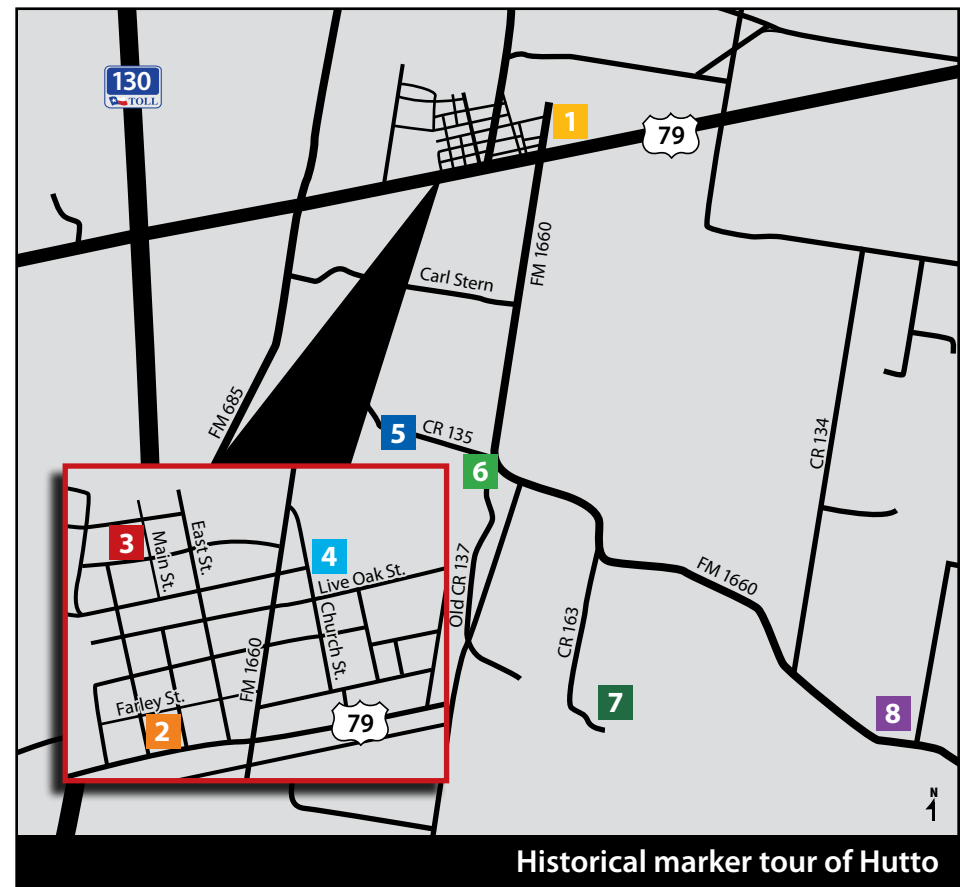 130
TOLL
1
79
FM 1660
Carl Stern
FM 685
5
CR 135
6
CR 134
3
Main St.
East St.
4
Live Oak St.
Church St.
FM 1660
Farley St.
2
79
Old CR 137
CR 163
FM 1660
7
8
N
Historical marker tour of Hutto